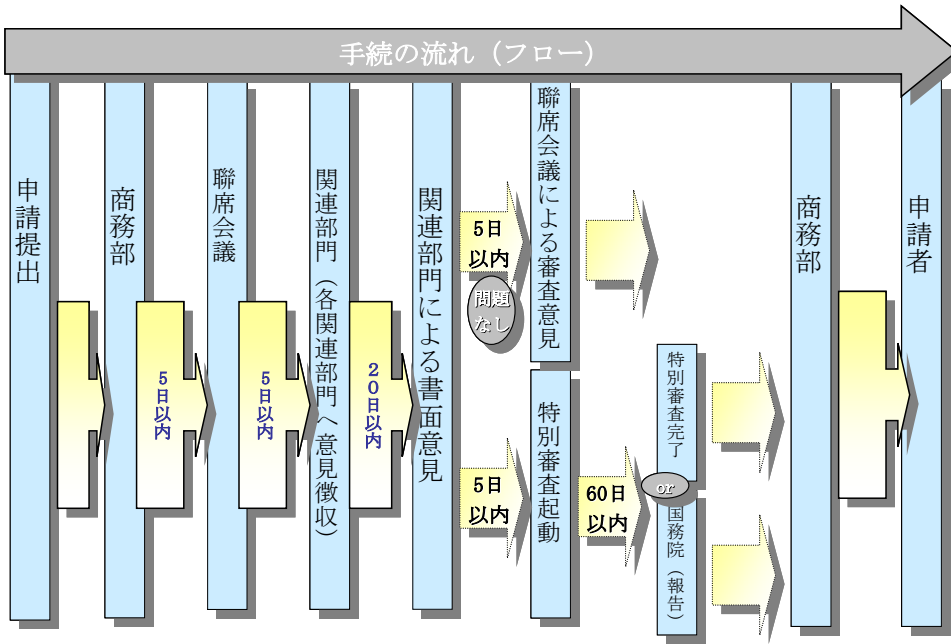 手続の流れ（フロー）
申請提出
商務部
5日以内
聯席会議
5日以内
関連部門（各関連部門へ意見徴収）
20日以内
関連部門による書面意見
5日
以内
問題
なし
聯席会議による審査意見
5日
以内
特別審査起動
60日
以内
特別審査完了
or
国務院（報告）
商務部
申請者